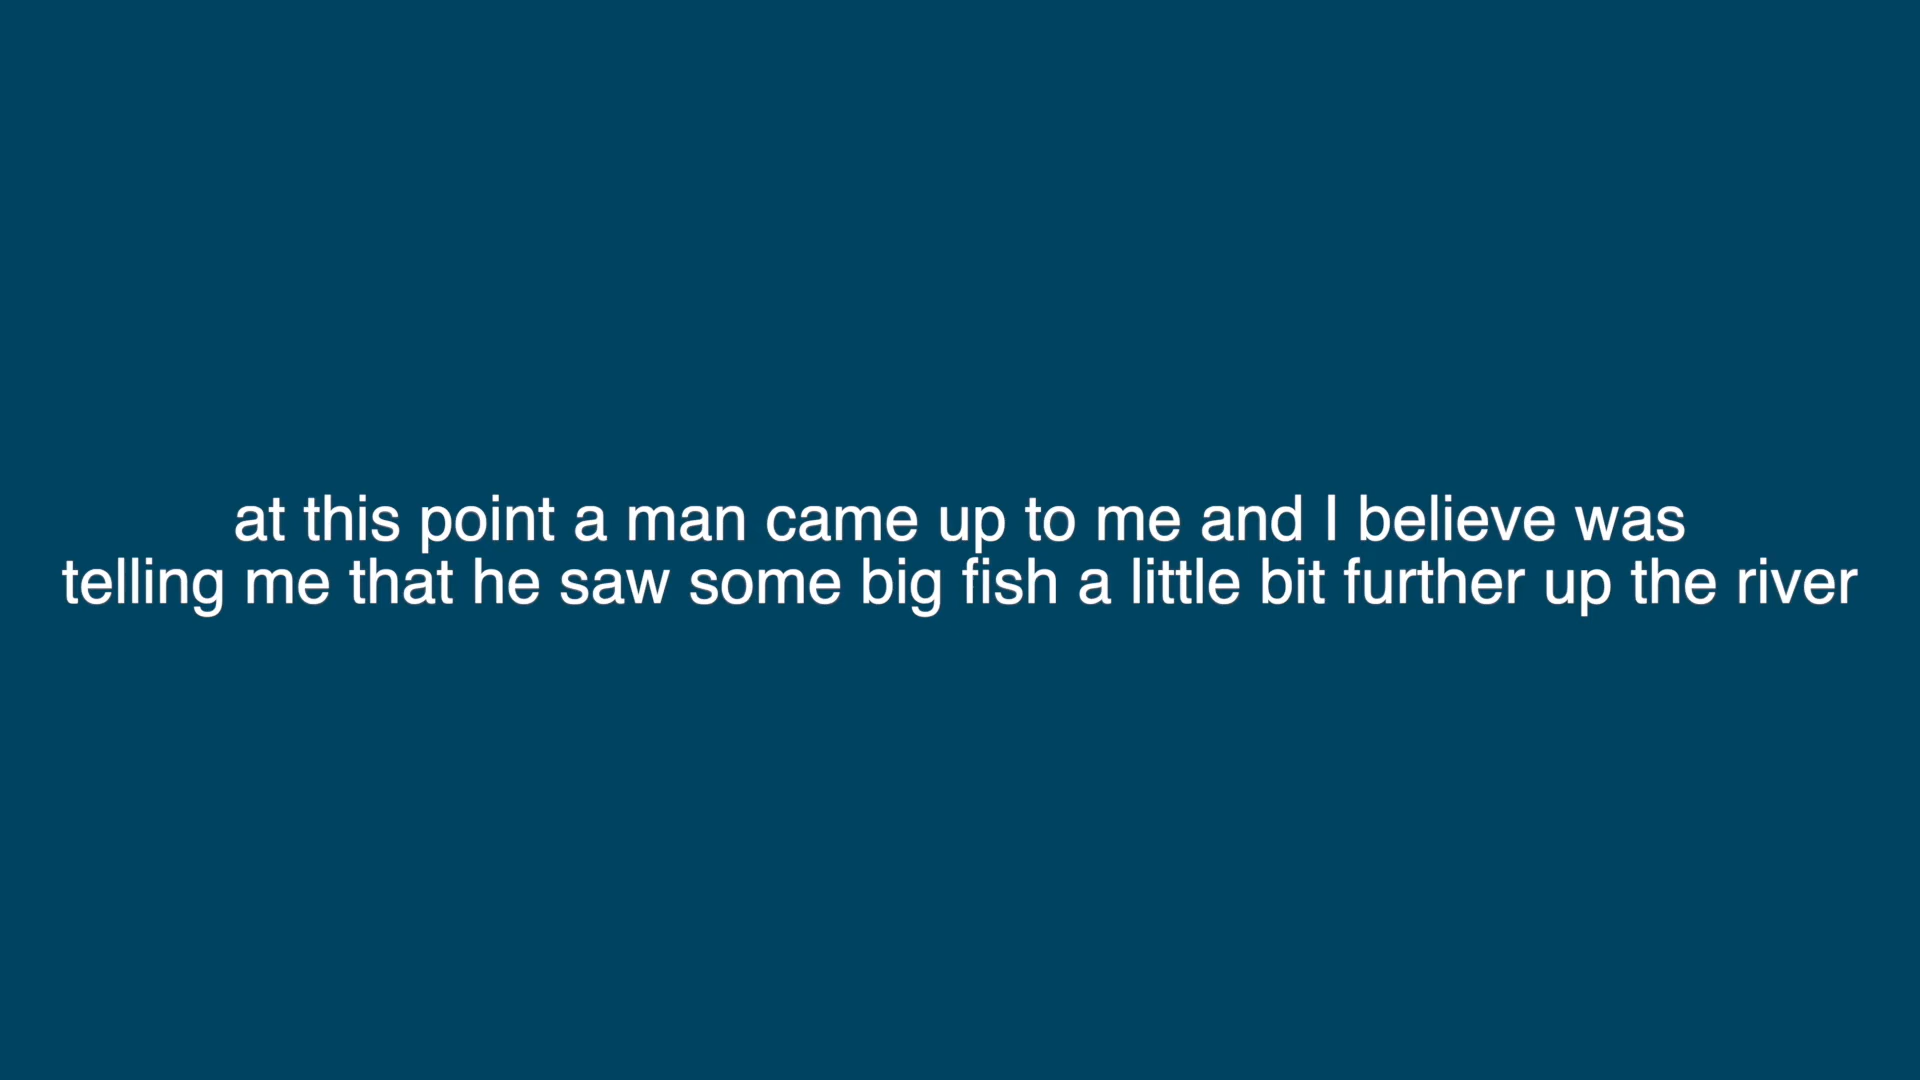 at this point a man came up to me and I believe was
telling me that he saw some big fish a little bit further up the river